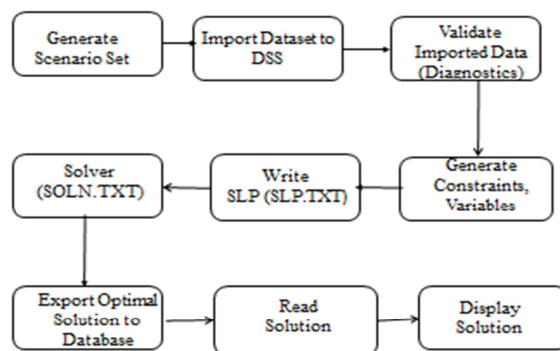 Generate
Scenario Set
Import Dataset to
DSS
Validate
Imported Data
(Diagnostics)
Generate
Constraints,
Variables
Write
SLP (SLP.TXT)
Solver
(SOLN.TXT)
Export Optimal
Solution to
Database
Read
Solution
Display
Solution